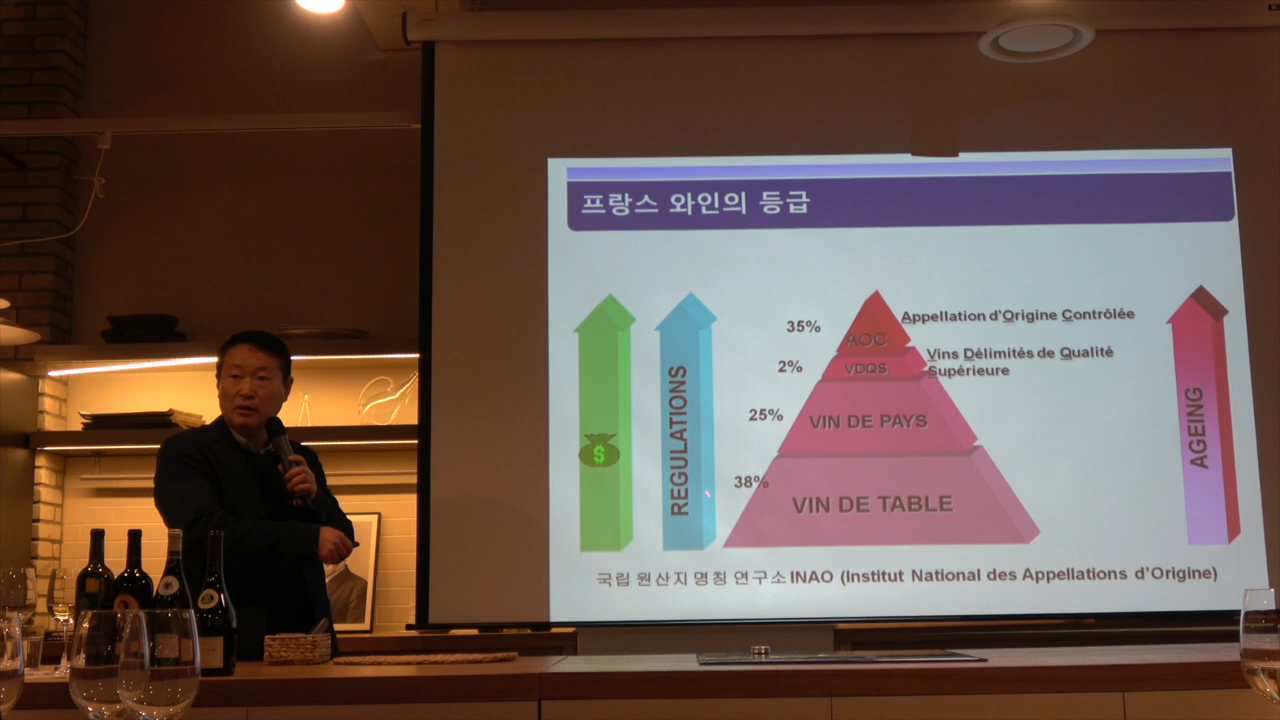 프랑스 와인의 등급
35%
AOC
Appellation d'Origine Contrôlée
2%
VDQS
Vins Délimités de Qualité
Supérieure
25%
VIN DE PAYS
38%
VIN DE TABLE
$
REGULATIONS
AGEING
국립 원산지 명칭 연구소 INAO (Institut National des Appellations d'Origine)